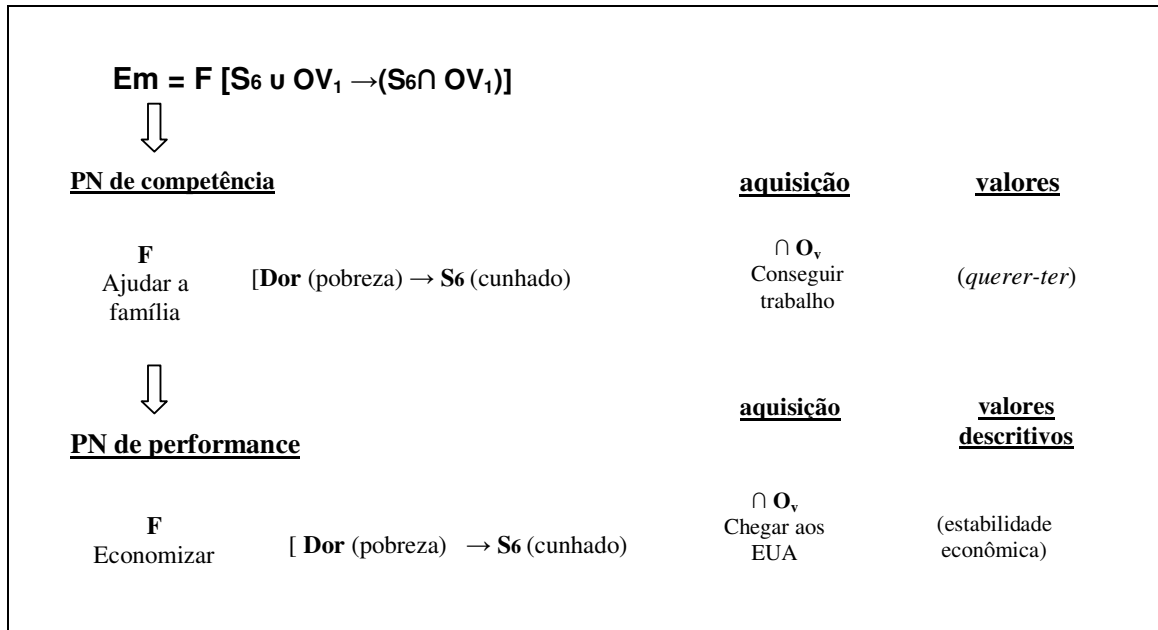 Em = F [S6 ∪ OV1 →(S6∩ OV1)]
PN de competência
aquisição
valores
F
Ajudar a
família
[Dor (pobreza) → S6 (cunhado)
∩ Ov
Conseguir
trabalho
(querer-ter)
PN de performance
aquisição
valores
descritivos
F
Economizar
[ Dor (pobreza) → S6 (cunhado)
∩ Ov
Chegar aos
EUA
(estabilidade
econômica)